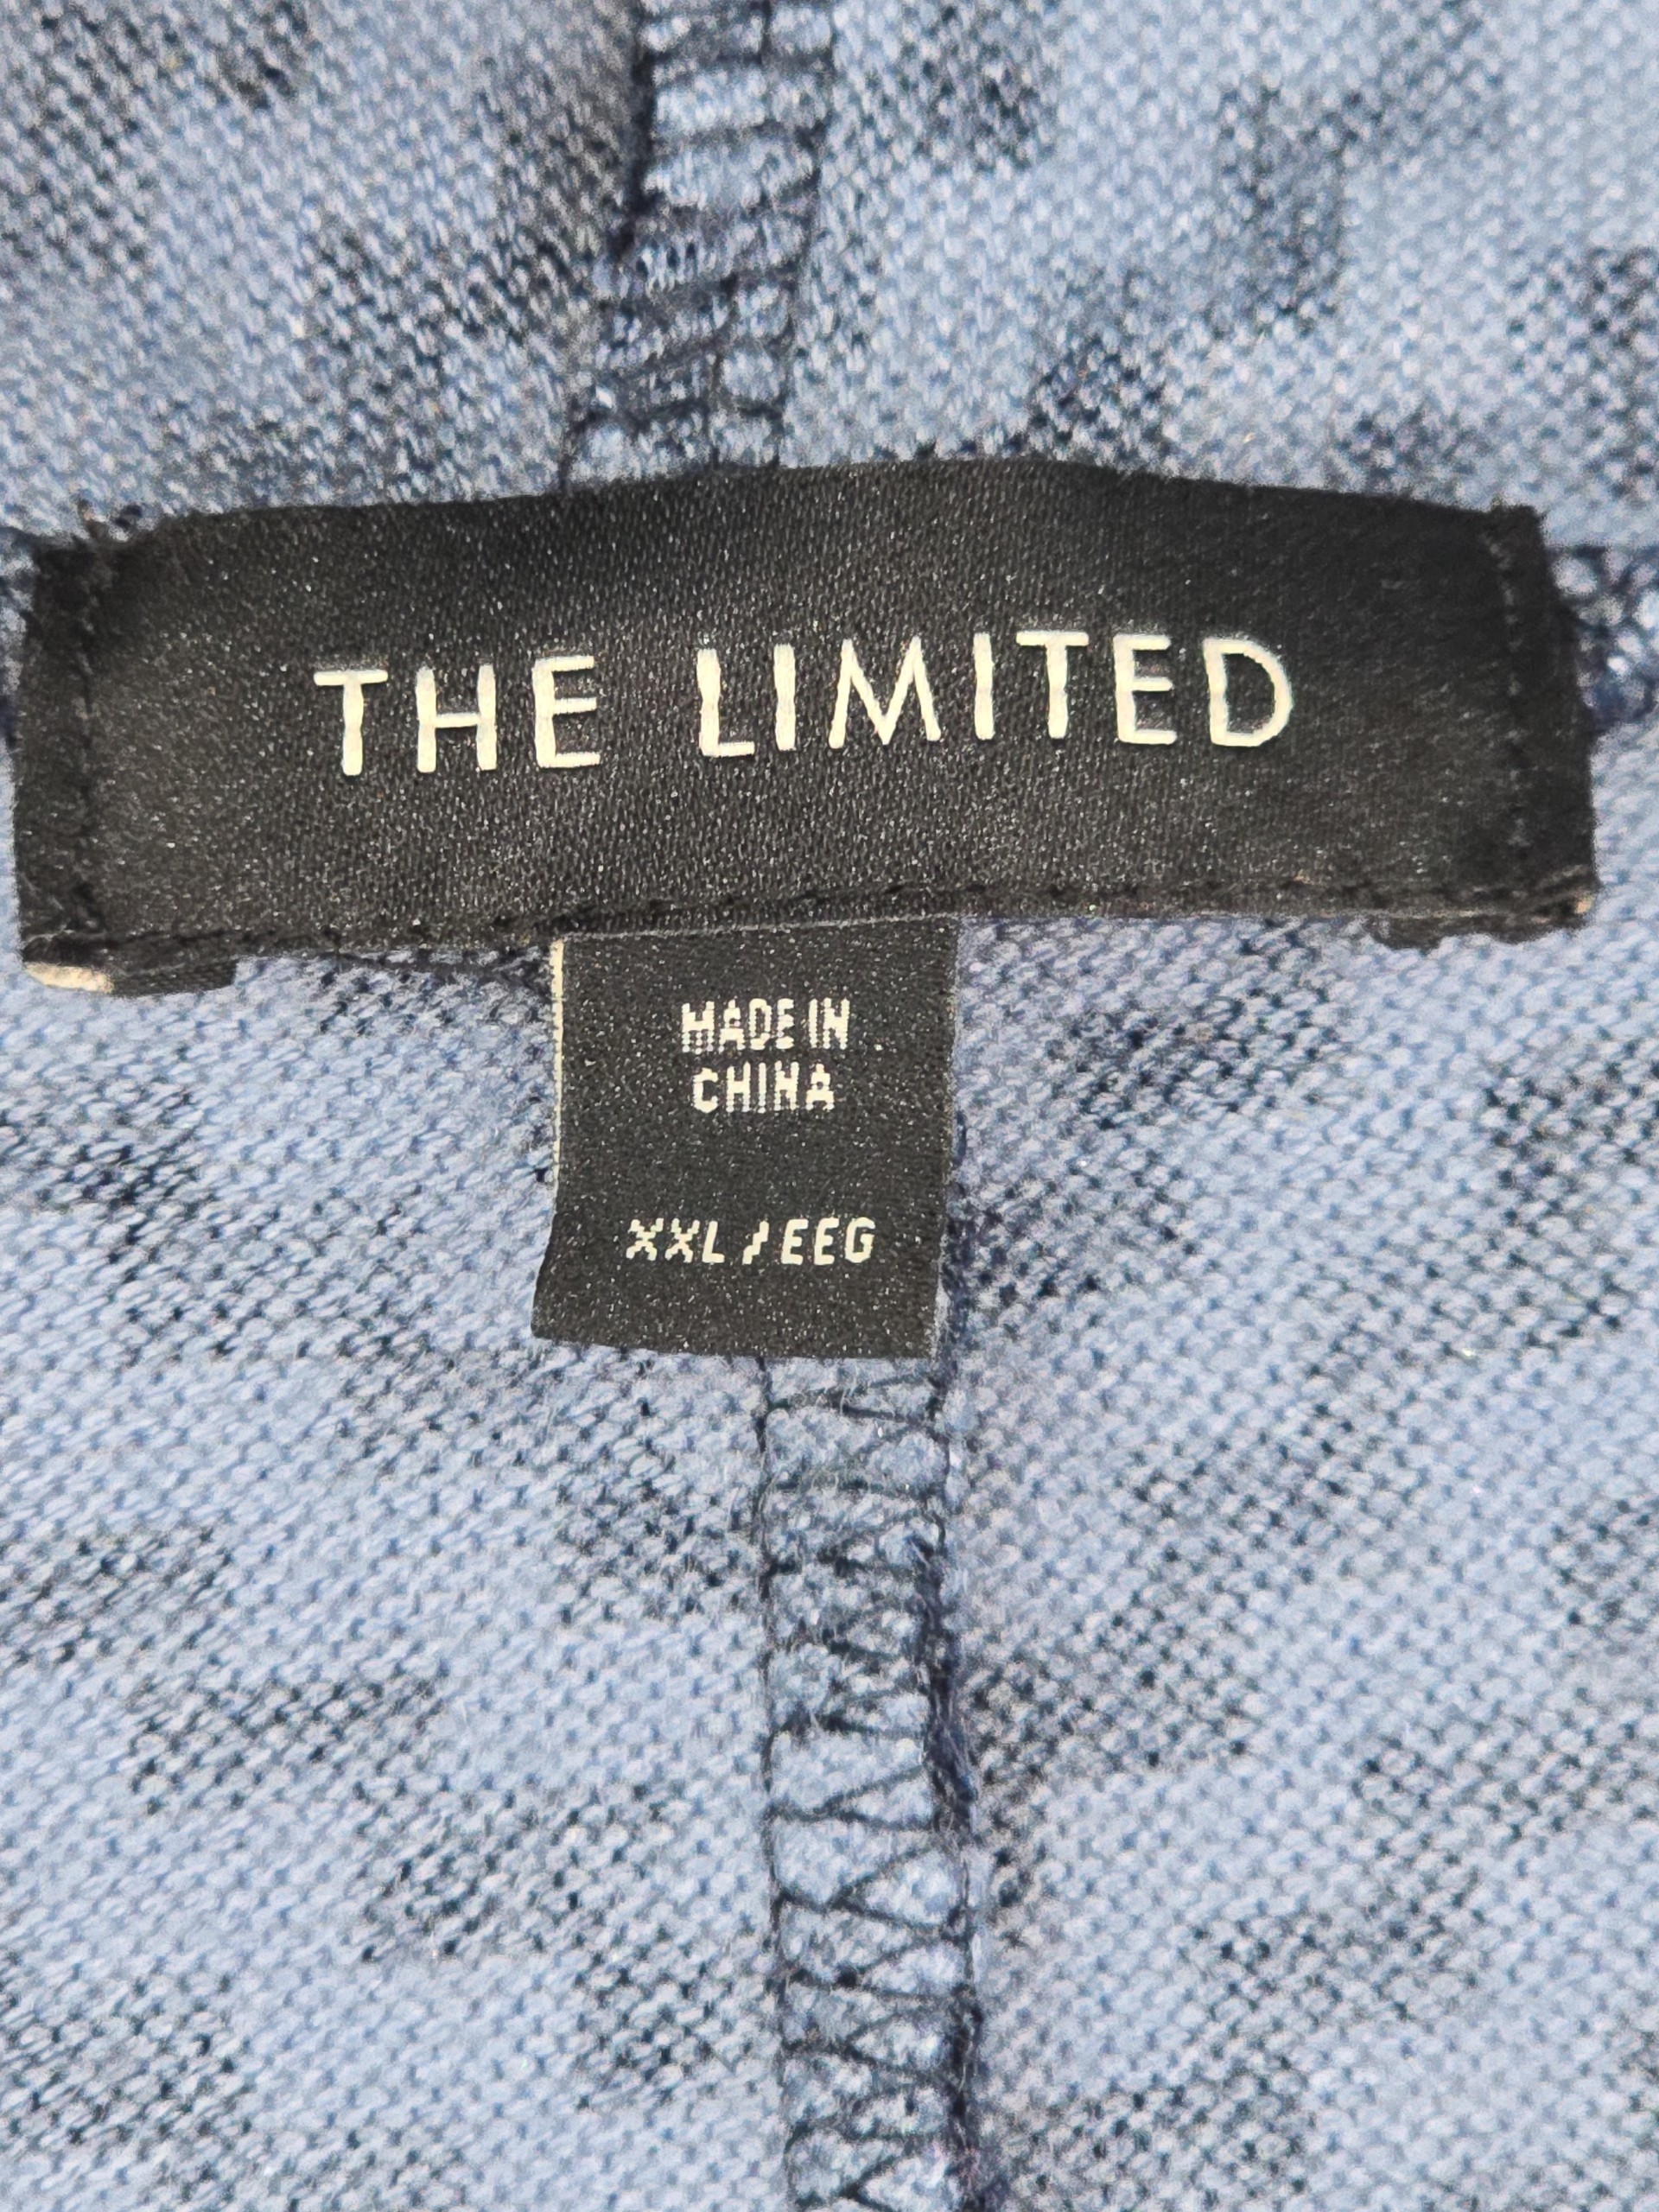 THE LIMITED
MADE IN
CHINA
XXL / EEG